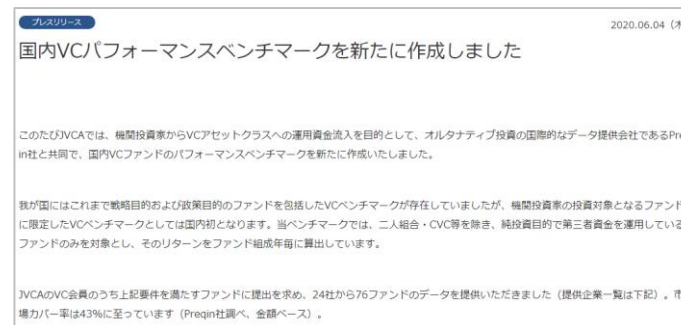 プレスリリース
2020.06.04（木
国内VCパフォーマンスベンチマークを新たに作成しました
このたびJVCAでは、機関投資家からVCアセットクラスへの運用資金流入を目的として、オルタナティブ投資の国際的なデータ提供会社であるPre
in社と共同で、国内VCファンドのパフォーマンスベンチマークを新たに作成いたしました。
我が国にはこれまで戦略目的および政策目的のファンドを包括したVCベンチマークが存在していましたが、機関投資家の投資対象となるファンド
に限定したVCベンチマークとしては国内初となります。当ベンチマークでは、二人組合・CVC等を除き、純投資目的で第三者資金を運用している
ファンドのみを対象とし、そのリターンをファンド組成年毎に算出しています。
JVCAのVC会員のうち上記要件を満たすファンドに提出を求め、24社から76ファンドのデータを提供いただきました（提供企業一覧は下記）。市
場カバー率は43%に至っています（Preqin社調べ、金額ベース）.